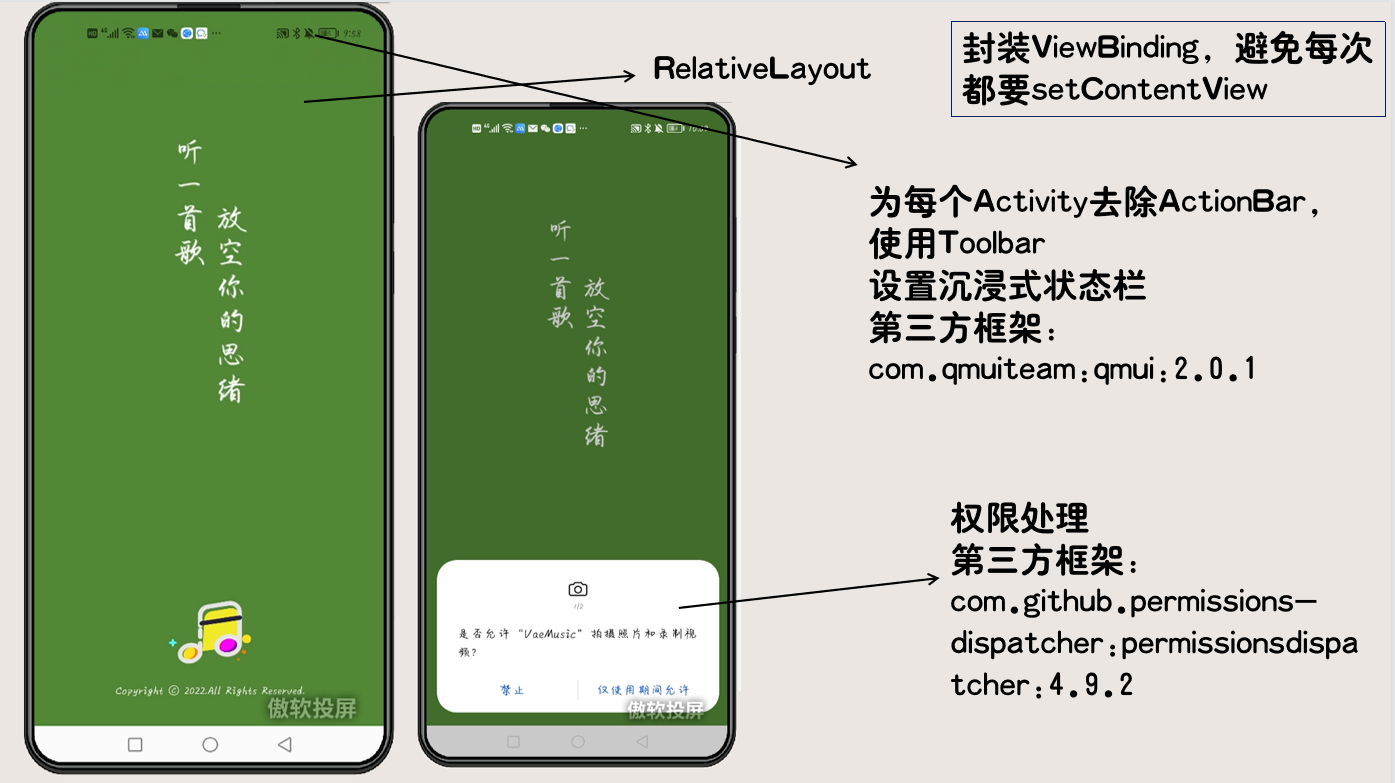 9:58
听一首歌
放空你的思绪
Copyright © 2022.All Rights Reserved.
傲软投屏
RelativeLayout
听一首歌
放空你的思绪
1/2
是否允许“VaeMusic”拍摄照片和录制视
频?
禁止
仅使用期间允许
傲软投屏
封装ViewBinding，避免每次
都要setContentView
为每个Activity去除ActionBar，
使用Toolbar
设置沉浸式状态栏
第三方框架：
com.qmuiteam:qmui:2.0.1
权限处理
第三方框架：
com.github.permissions-
dispatcher:permissionsdispa
tcher:4.9.2